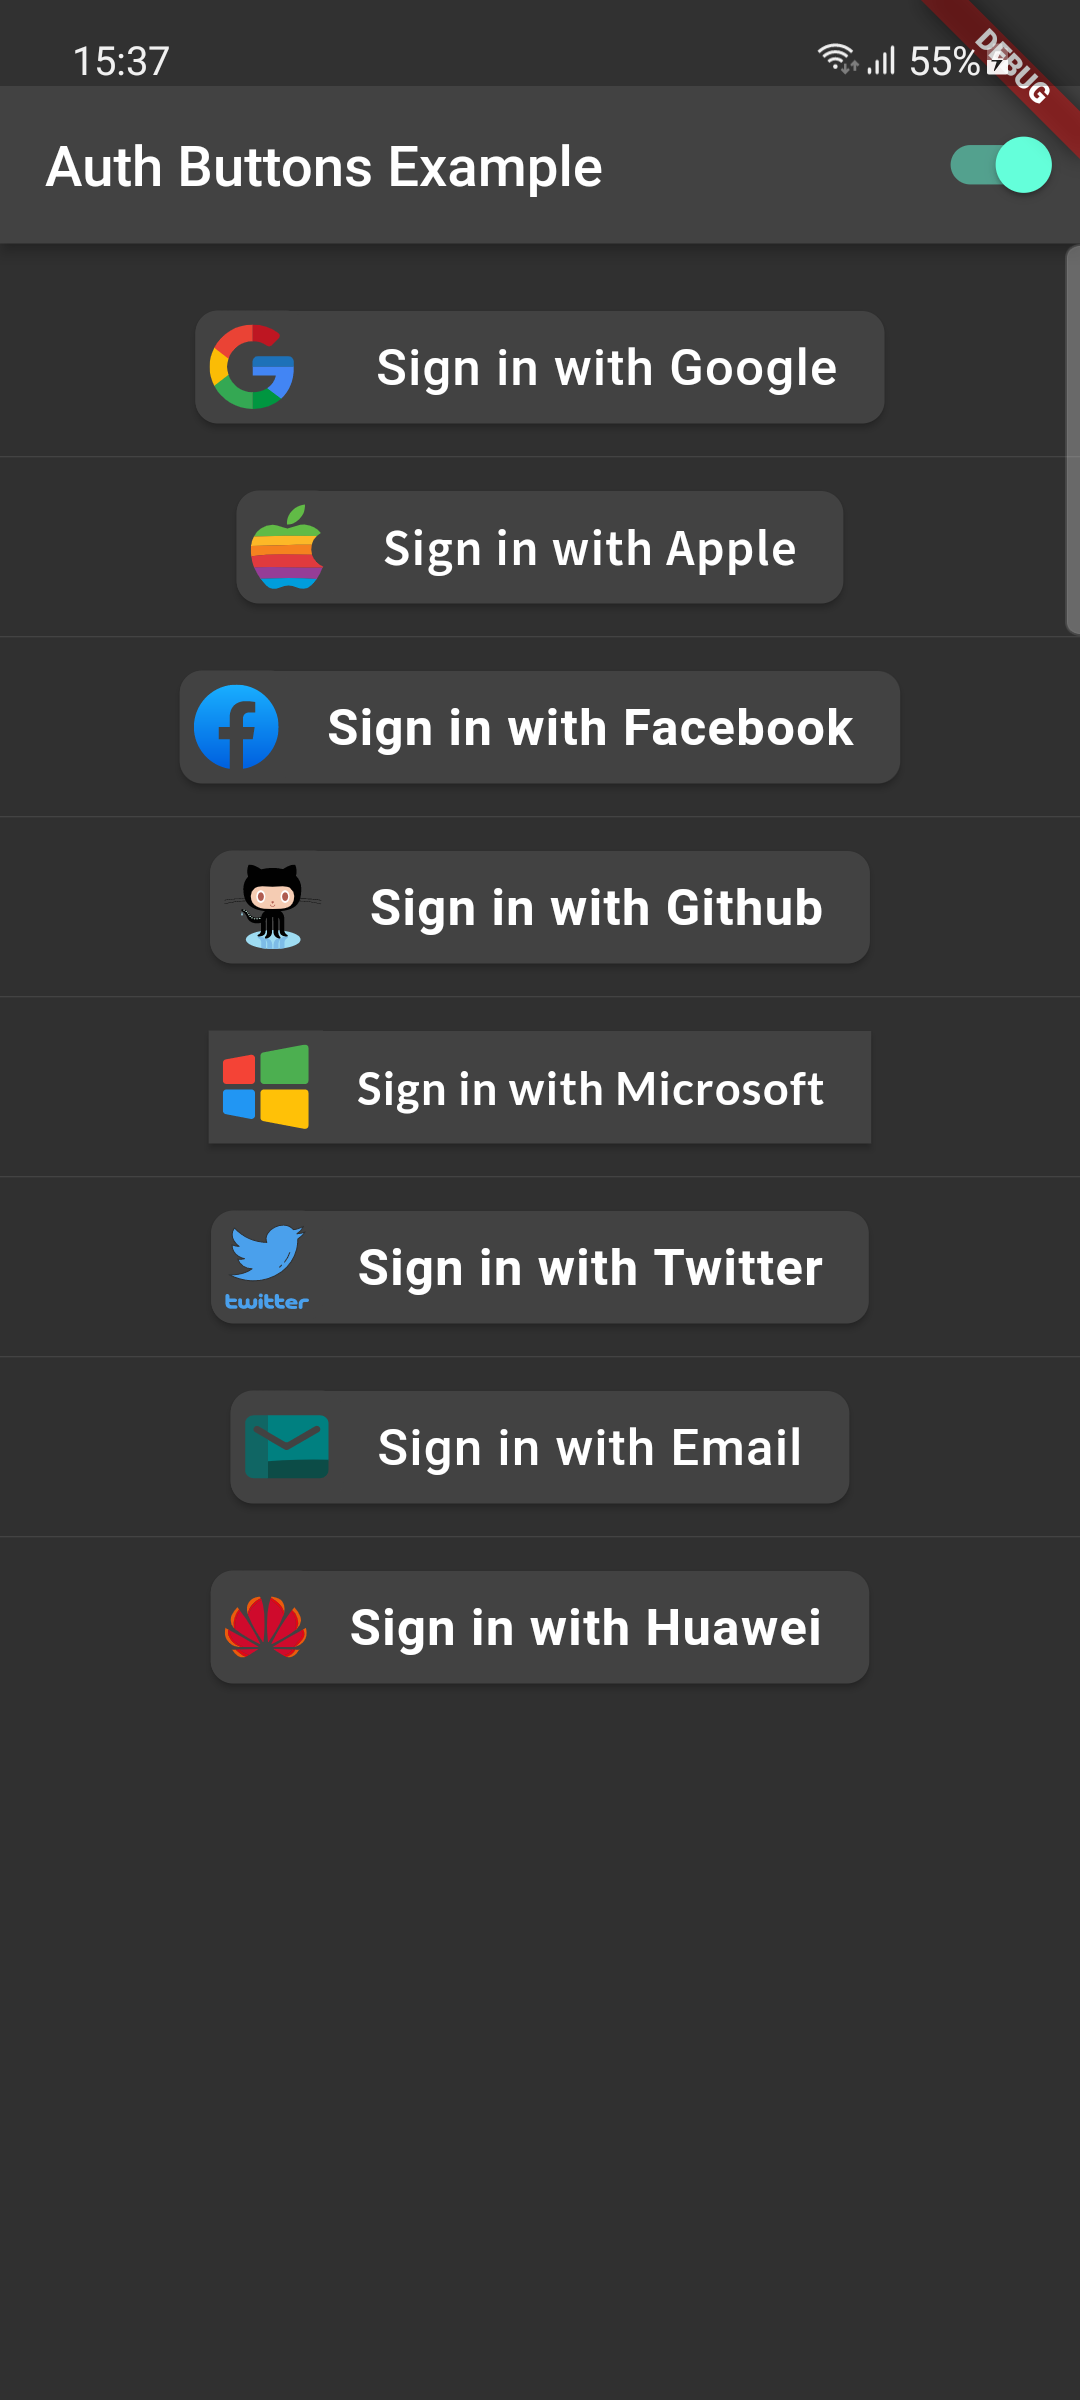 15:37
55%
DEBUG
Auth Buttons Example
Sign in with Google
Sign in with Apple
Sign in with Facebook
Sign in with Github
Sign in with Microsoft
Sign in with Twitter
twitter
Sign in with Email
Sign in with Huawei